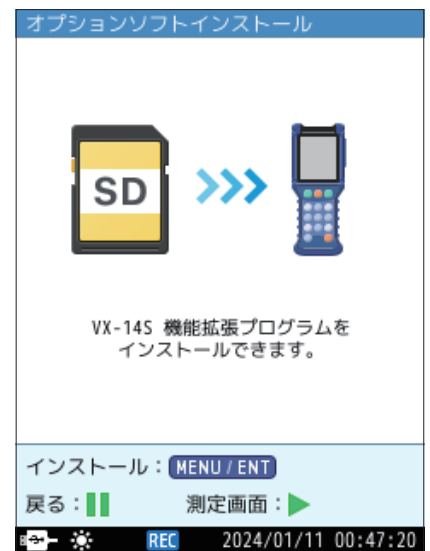 オプションソフトインストール
SD
VX-14S 機能拡張プログラムを
インストールできます。
インストール：MENU / ENT
戻る： 測定画面：
REC 2024/01/11 00:47:20